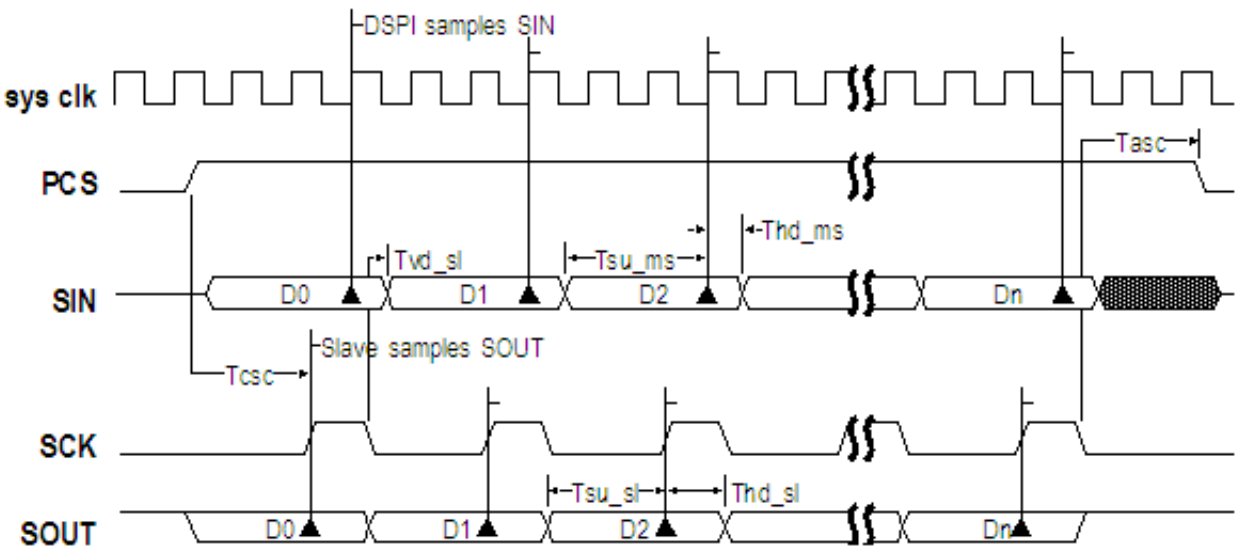 DSPI samples SIN
sys clk
Tasc
PCS
Thd_ms
Tvd_sl
Tsu_ms
SIN
D0
D1
D2
Dn
Slave samples SOUT
Tcsc
SCK
Tsu_sl
Thd_sl
SOUT
D0
D1
D2
Dn